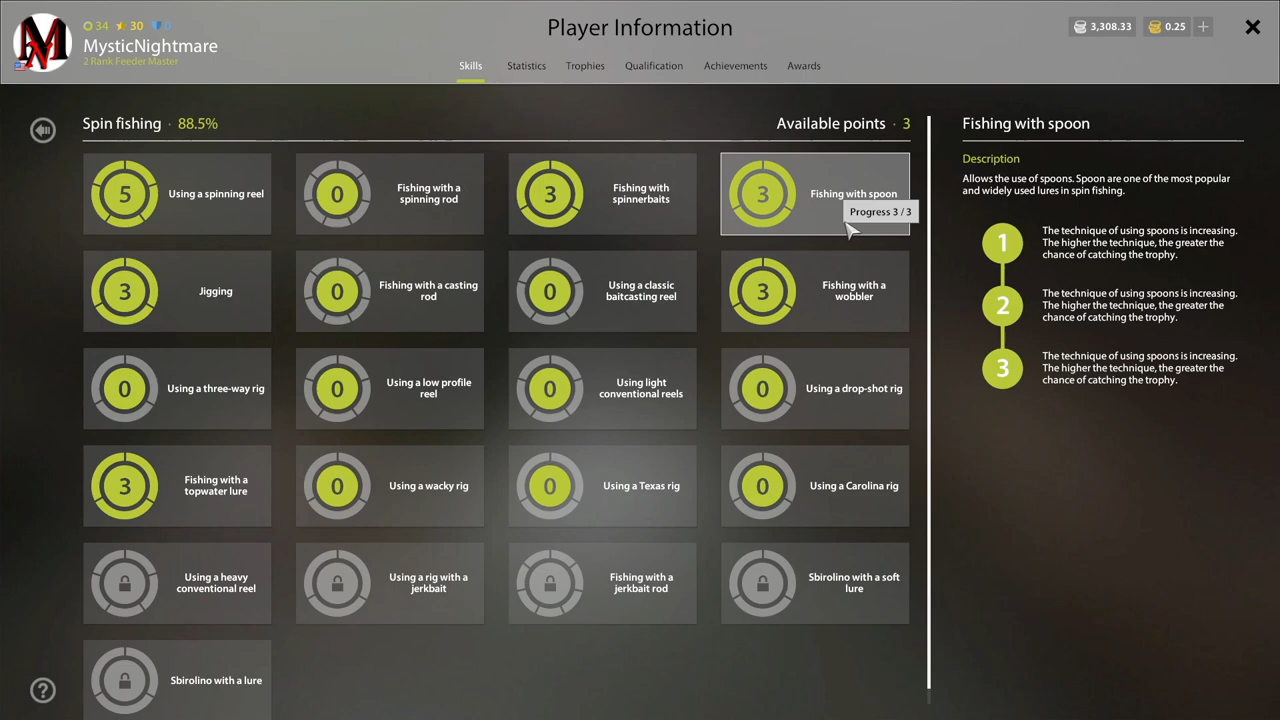 34 30 0
Player Information
3,308.33 0.25
MysticNightmare
2 Rank Feeder Master
Skills Statistics Trophies Qualification Achievements Awards
Spin fishing · 88.5%
Available points · 3
5 Using a spinning reel
0 Fishing with a
spinning rod
3 Fishing with
spinnerbaits
3 Fishing with spoon
Progress 3 / 3
3 Jigging
0 Fishing with a casting
rod
0 Using a classic
baitcasting reel
3 Fishing with a
wobbler
0 Using a three-way rig
0 Using a low profile
reel
0 Using light
conventional reels
0 Using a drop-shot rig
3 Fishing with a
topwater lure
0 Using a wacky rig
0 Using a Texas rig
0 Using a Carolina rig
Using a heavy
conventional reel
Using a rig with a
jerkbait
Fishing with a
jerkbait rod
Sbirolino with a soft
lure
Sbirolino with a lure
Fishing with spoon
Description
Allows the use of spoons. Spoon are one of the most popular
and widely used lures in spin fishing.
1 The technique of using spoons is increasing.
The higher the technique, the greater the
chance of catching the trophy.
2 The technique of using spoons is increasing.
The higher the technique, the greater the
chance of catching the trophy.
3 The technique of using spoons is increasing.
The higher the technique, the greater the
chance of catching the trophy.
?